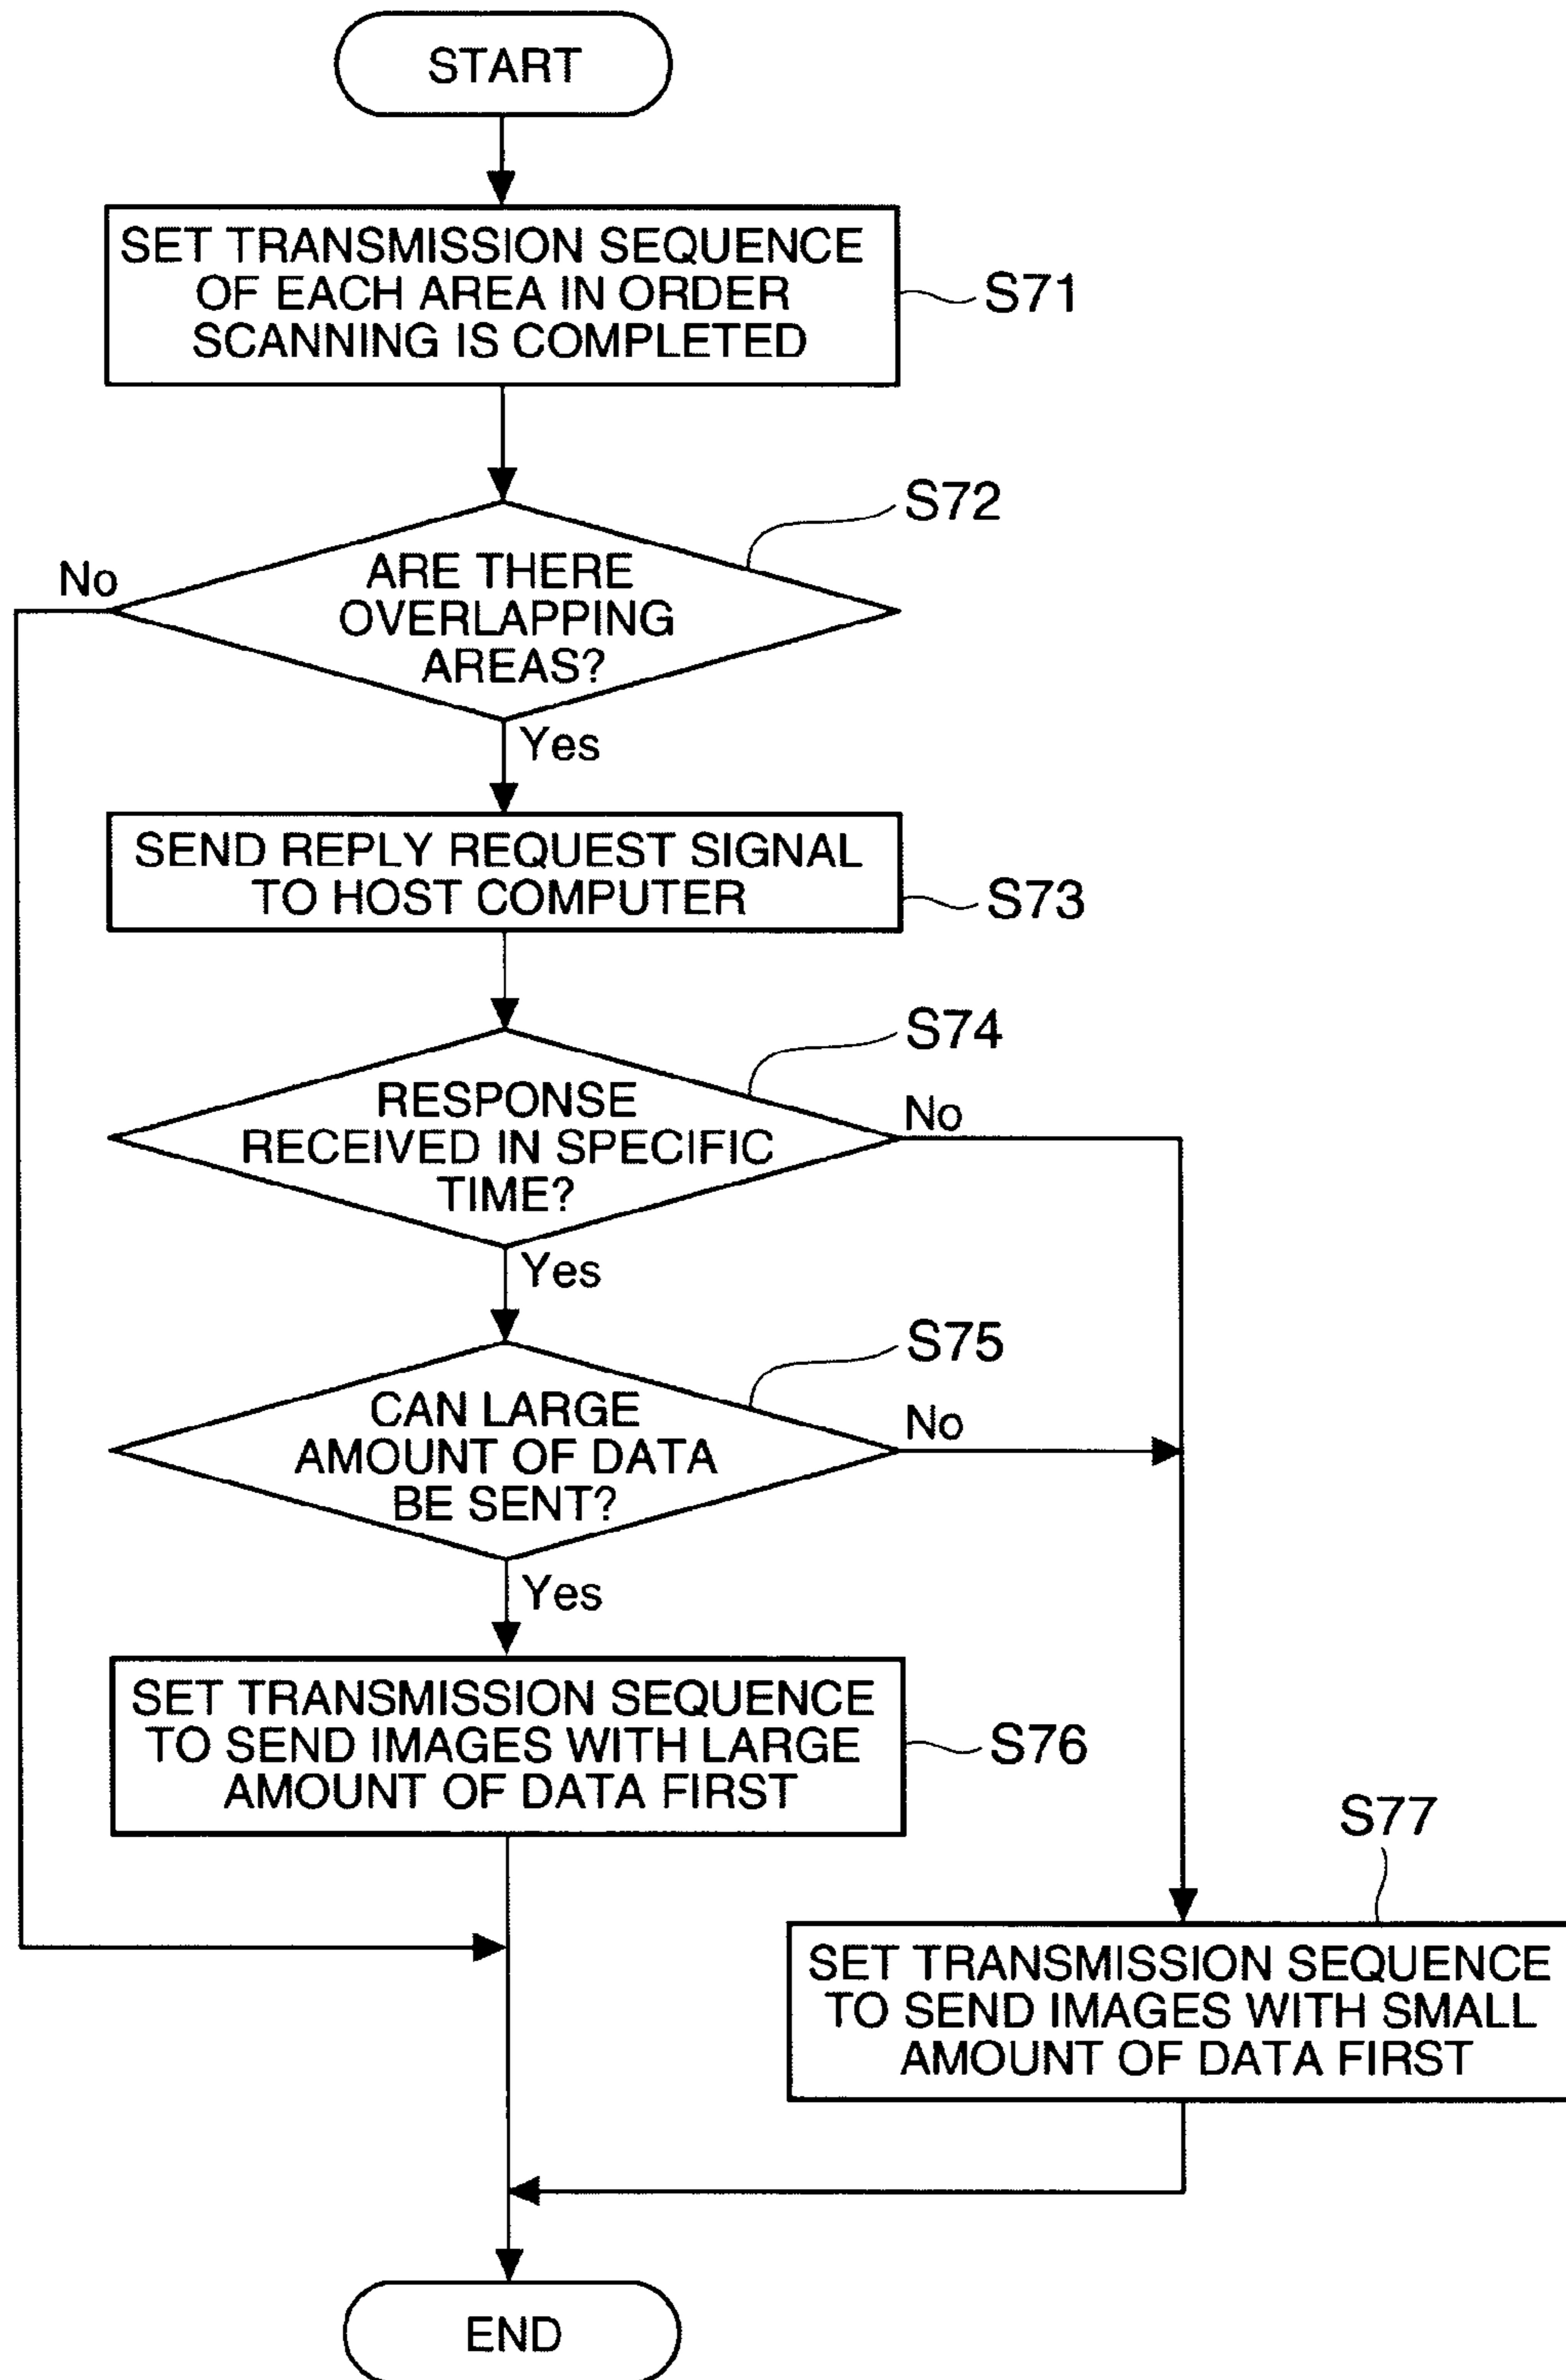 START
SET TRANSMISSION SEQUENCE
OF EACH AREA IN ORDER
SCANNING IS COMPLETED
S71
S72
No
ARE THERE
OVERLAPPING
AREAS?
Yes
SEND REPLY REQUEST SIGNAL
TO HOST COMPUTER
S73
S74
RESPONSE
RECEIVED IN SPECIFIC
TIME?
No
Yes
S75
CAN LARGE
AMOUNT OF DATA
BE SENT?
No
Yes
SET TRANSMISSION SEQUENCE
TO SEND IMAGES WITH LARGE
AMOUNT OF DATA FIRST
S76
S77
SET TRANSMISSION SEQUENCE
TO SEND IMAGES WITH SMALL
AMOUNT OF DATA FIRST
END